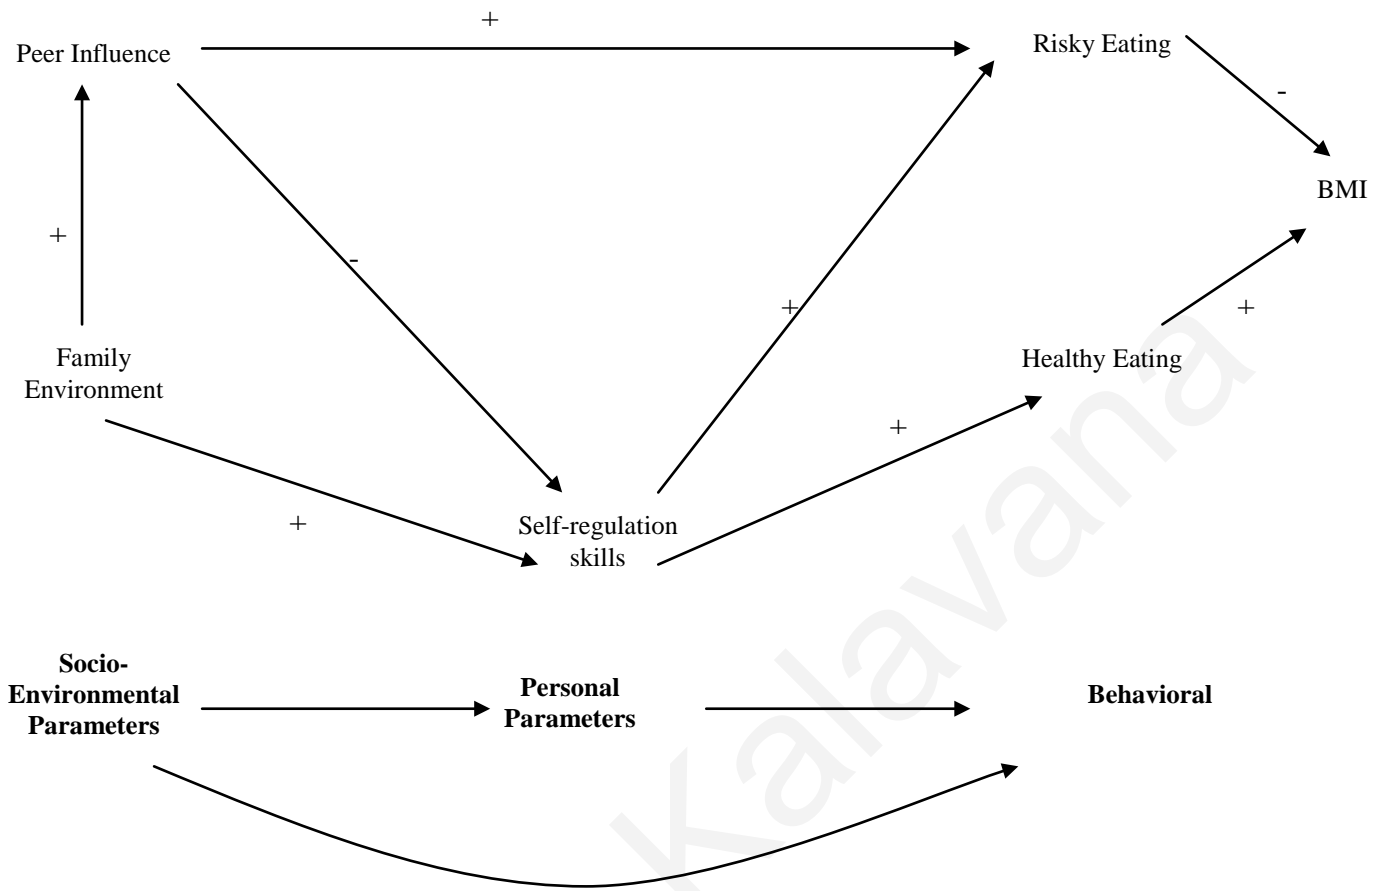 +
Peer Influence
Risky Eating
-
BMI
+
-
+
+
Family
Environment
Healthy Eating
+
+
Self-regulation
skills
Socio-
Environmental
Parameters
Personal
Parameters
Behavioral
Kalavana